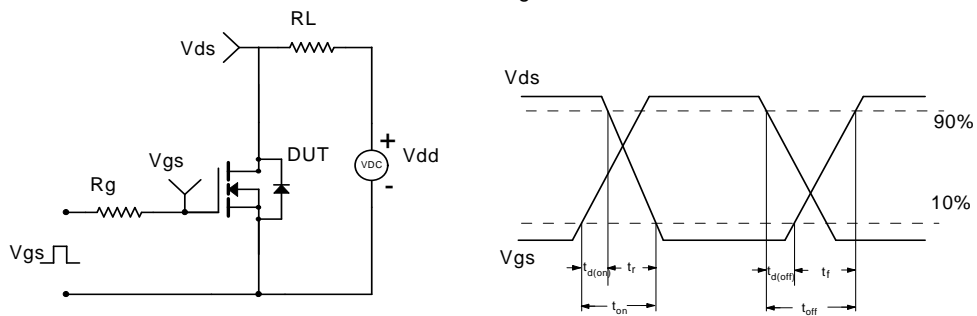 g
RL
Vds
Vgs
DUT
VDC
+
-
Vdd
Rg
Vgs
Vds
90%
10%
Vgs
td(on)
tr
td(off)
tf
ton
toff